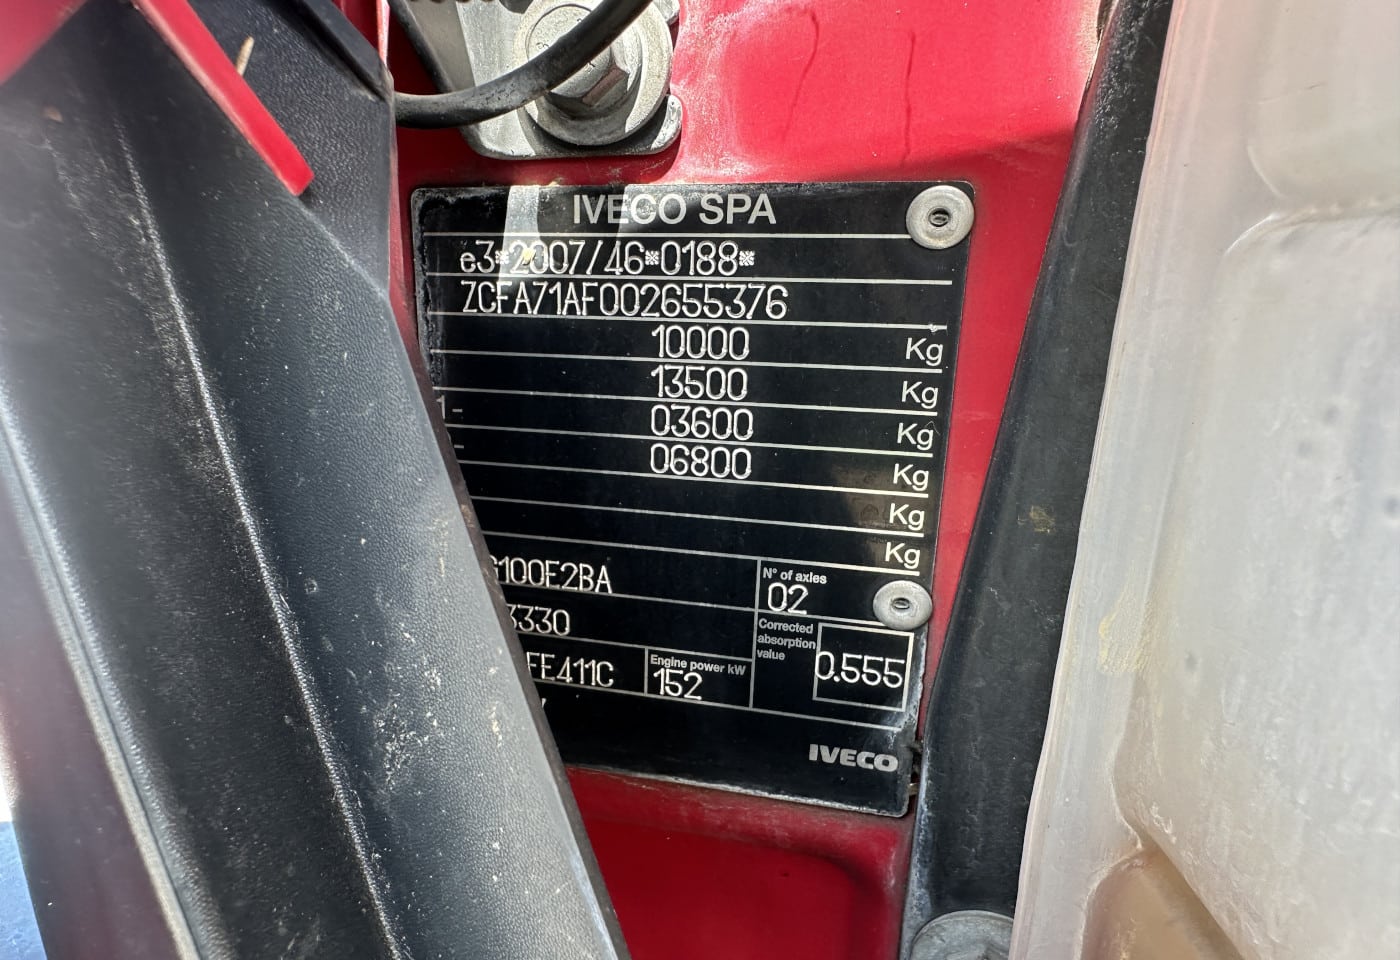 IVECO SPA
e3*2007/46*0188*
ZCFA71AF002655376
10000 Kg
13500 Kg
1- 03600 Kg
- 06800 Kg
Kg
Kg
100E2BA
N° of axles
02
3330
Corrected
absorption
value
0.555
FE411C
Engine power kW
152
IVECO